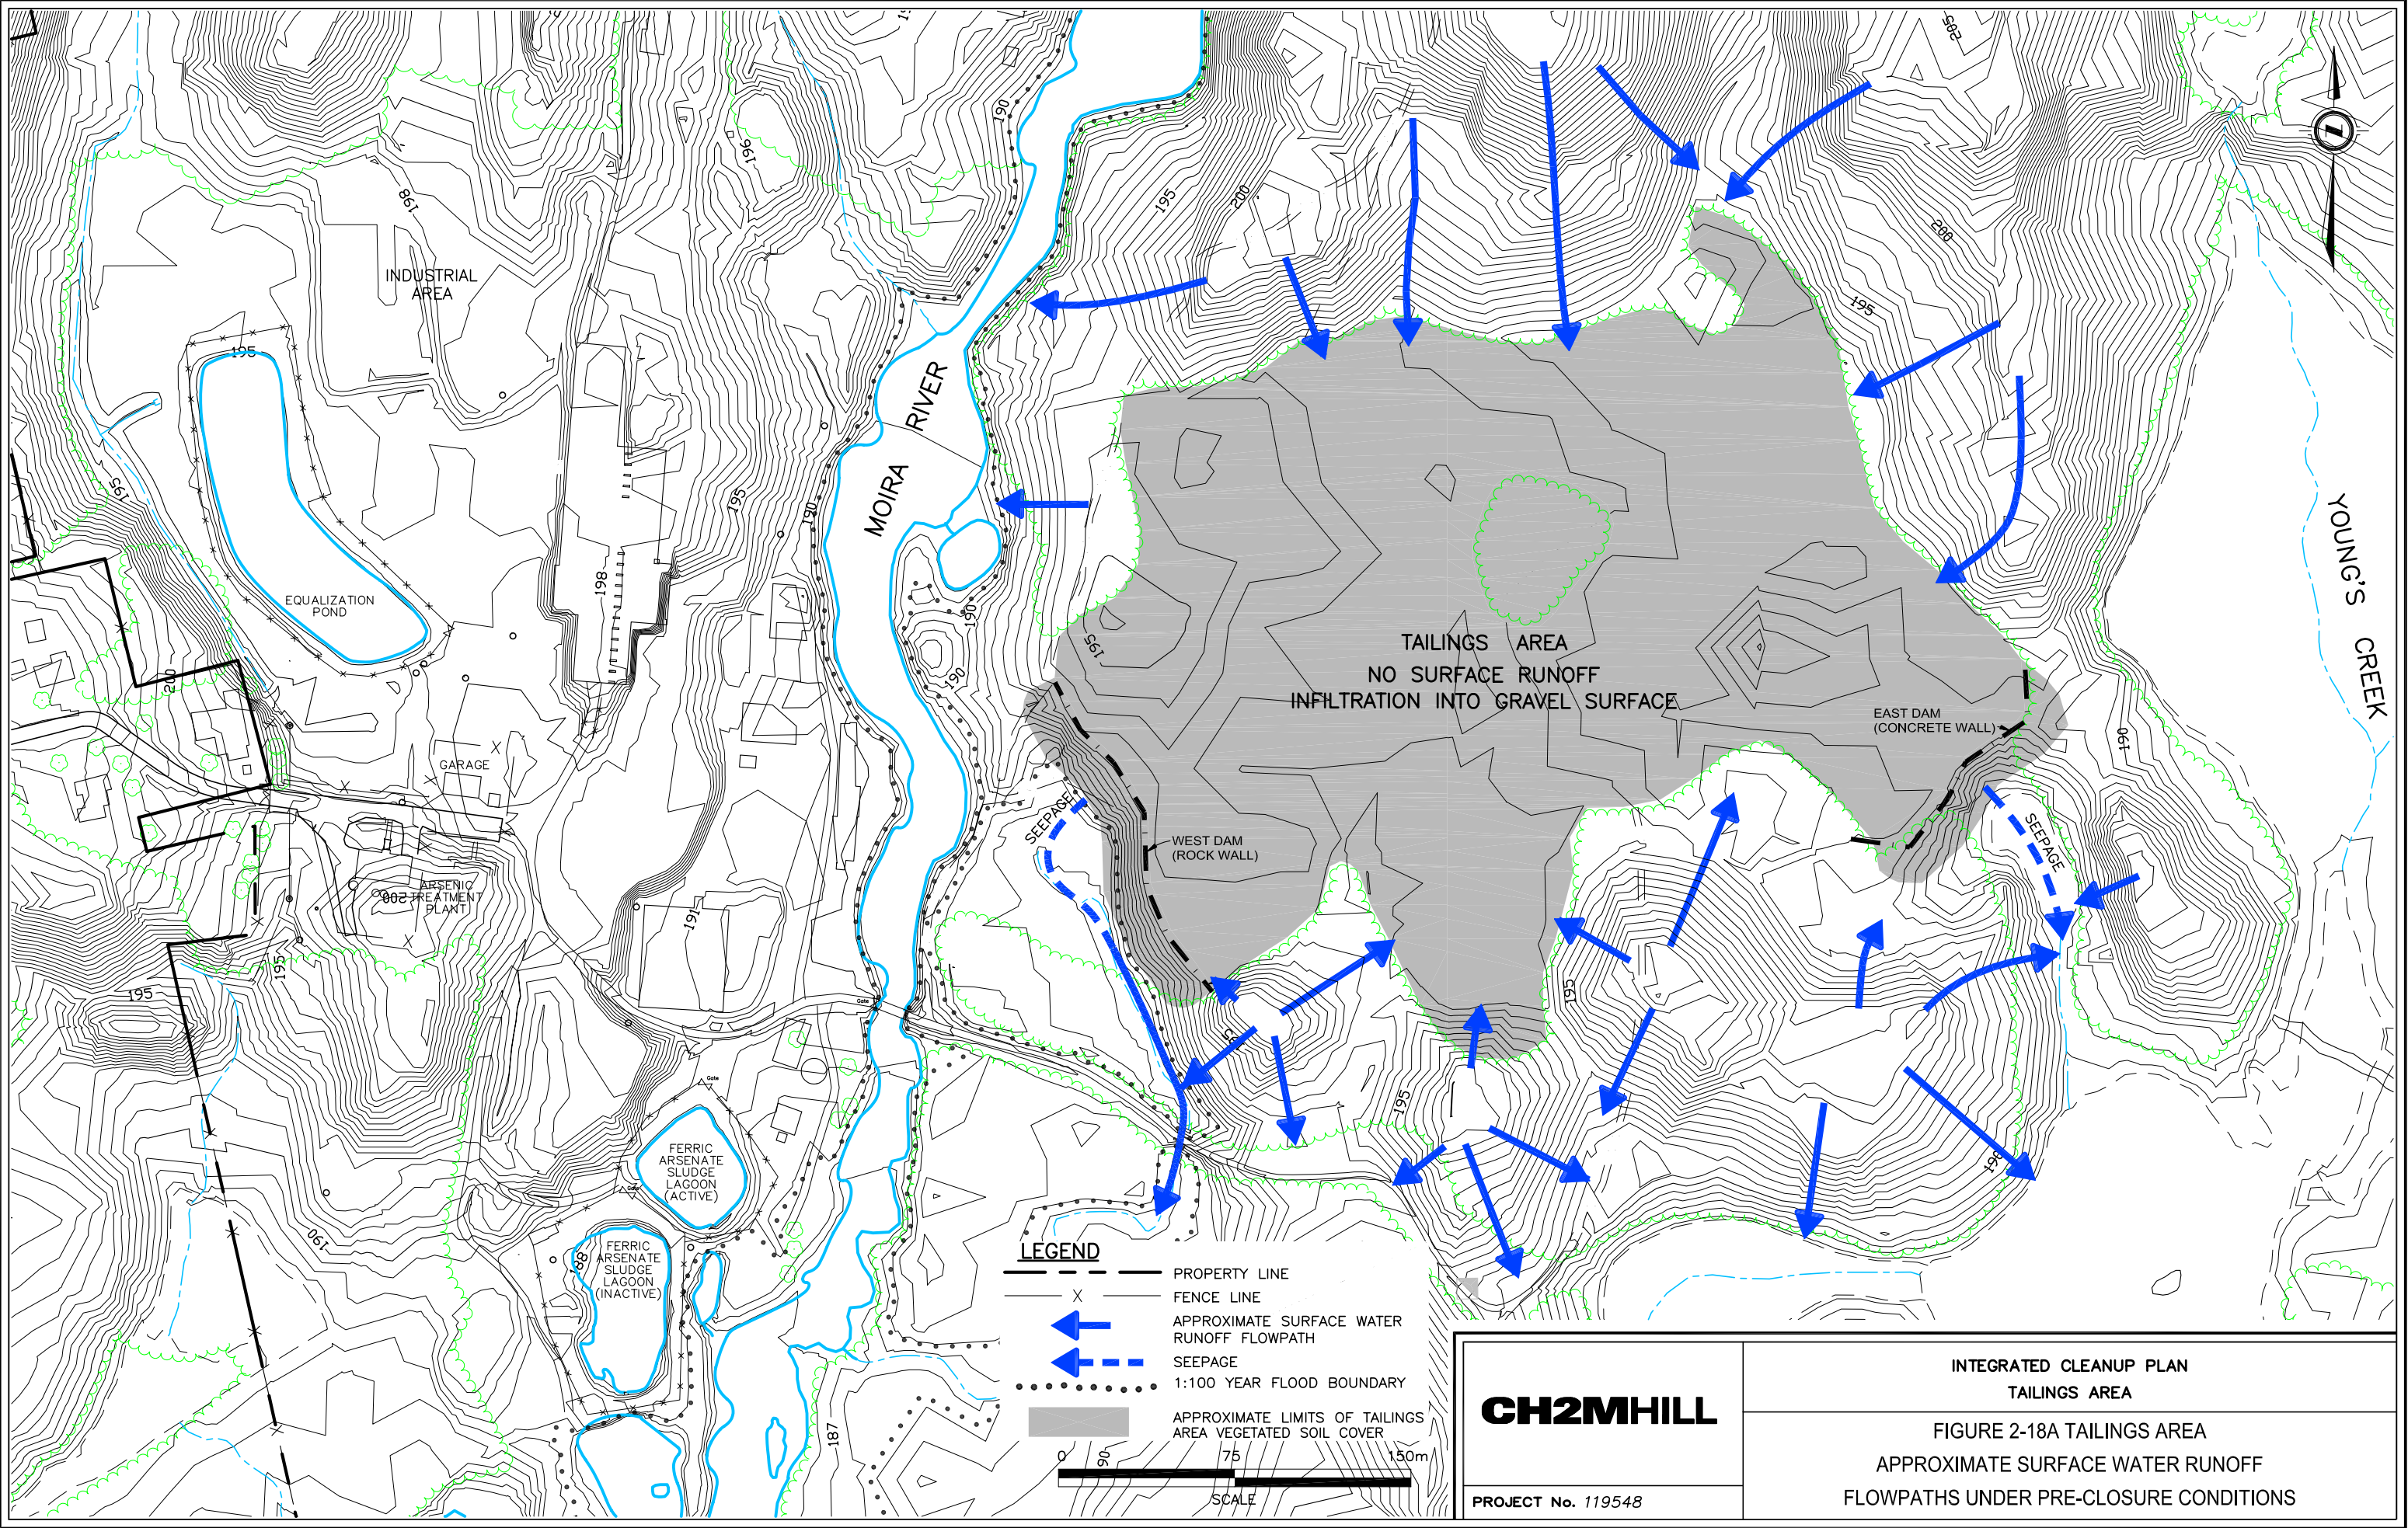 190
196
205
198
195
200
INDUSTRIAL
AREA
200
195
195
MOIRA RIVER
195
195
190
YOUNG'S CREEK
198
EQUALIZATION
POND
190
195
TAILINGS AREA
NO SURFACE RUNOFF
INFILTRATION INTO GRAVEL SURFACE
200
190
EAST DAM
(CONCRETE WALL)
190
GARAGE
X
SEEPAGE
WEST DAM
(ROCK WALL)
SEEPAGE
ARSENIC
TREATMENT
PLANT
200
191
195
195
195
Gate
195
Gate
190
FERRIC
ARSENATE
SLUDGE
LAGOON
(ACTIVE)
Gate
190
188
FERRIC
ARSENATE
SLUDGE
LAGOON
(INACTIVE)
187
LEGEND
PROPERTY LINE
X
FENCE LINE
APPROXIMATE SURFACE WATER
RUNOFF FLOWPATH
SEEPAGE
1:100 YEAR FLOOD BOUNDARY
APPROXIMATE LIMITS OF TAILINGS
AREA VEGETATED SOIL COVER
0 75 150m
90
SCALE
CH2MHILL
PROJECT No. 119548
INTEGRATED CLEANUP PLAN
TAILINGS AREA
FIGURE 2-18A TAILINGS AREA
APPROXIMATE SURFACE WATER RUNOFF
FLOWPATHS UNDER PRE-CLOSURE CONDITIONS